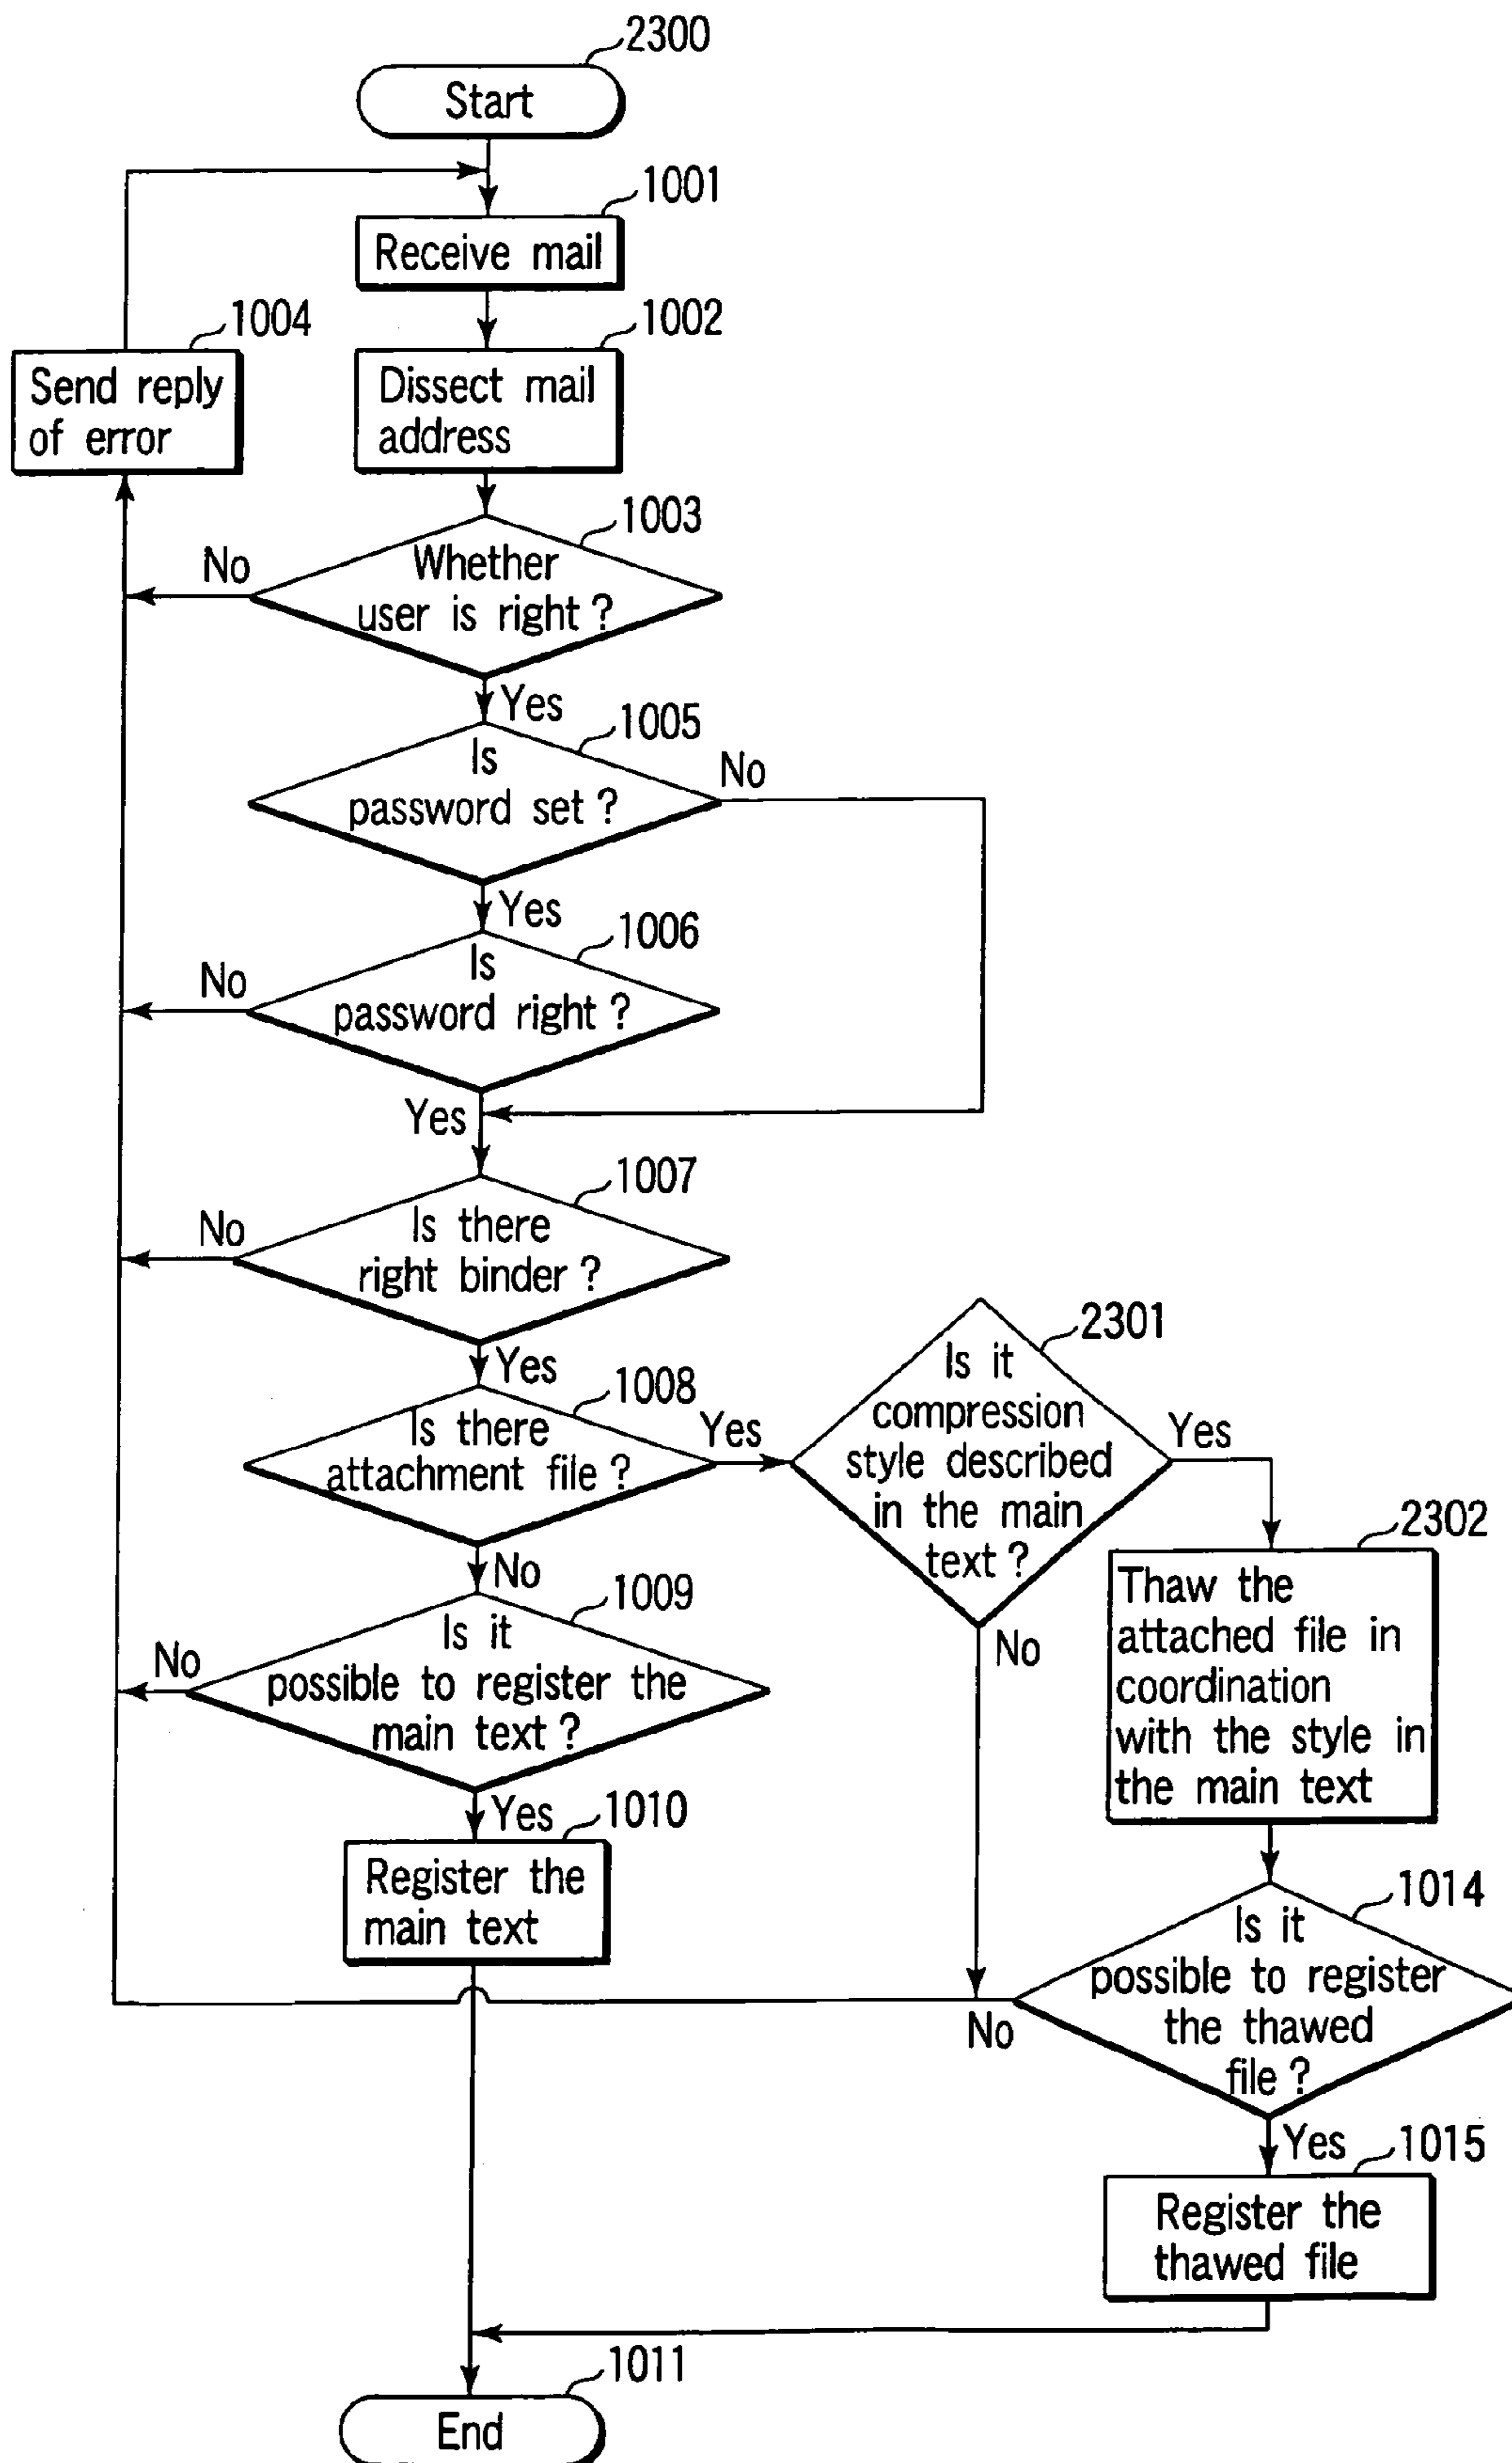 2300
Start
1001
Receive mail
1004
Send reply
of error
1002
Dissect mail
address
1003
Whether
user is right ?
No
Yes
1005
Is
password set ?
No
Yes
1006
Is
password right ?
No
Yes
1007
Is there
right binder ?
No
Yes
1008
Is there
attachment file ?
Yes
No
2301
Is it
compression
style described
in the main
text ?
Yes
No
2302
Thaw the
attached file in
coordination
with the style in
the main text
1009
Is it
possible to register the
main text ?
No
Yes
1010
Register the
main text
1014
Is it
possible to register
the thawed
file ?
No
Yes
1015
Register the
thawed file
1011
End